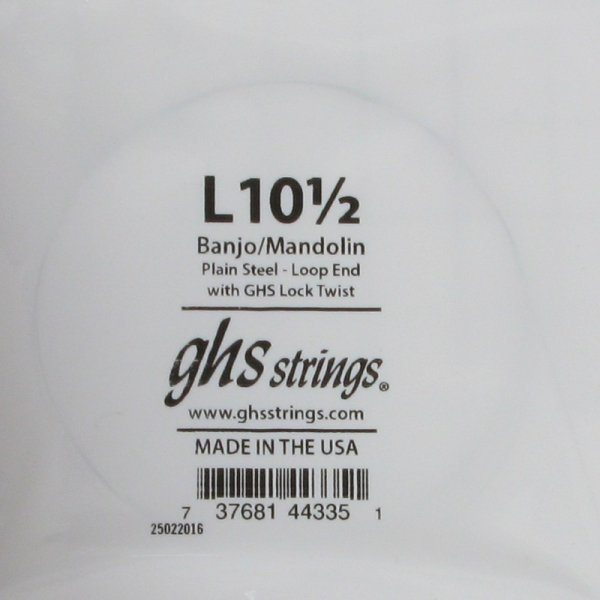 L10½
Banjo/Mandolin
Plain Steel - Loop End
with GHS Lock Twist
ghs strings®
www.ghsstrings.com
MADE IN THE USA
7 37681 44335 1
25022016